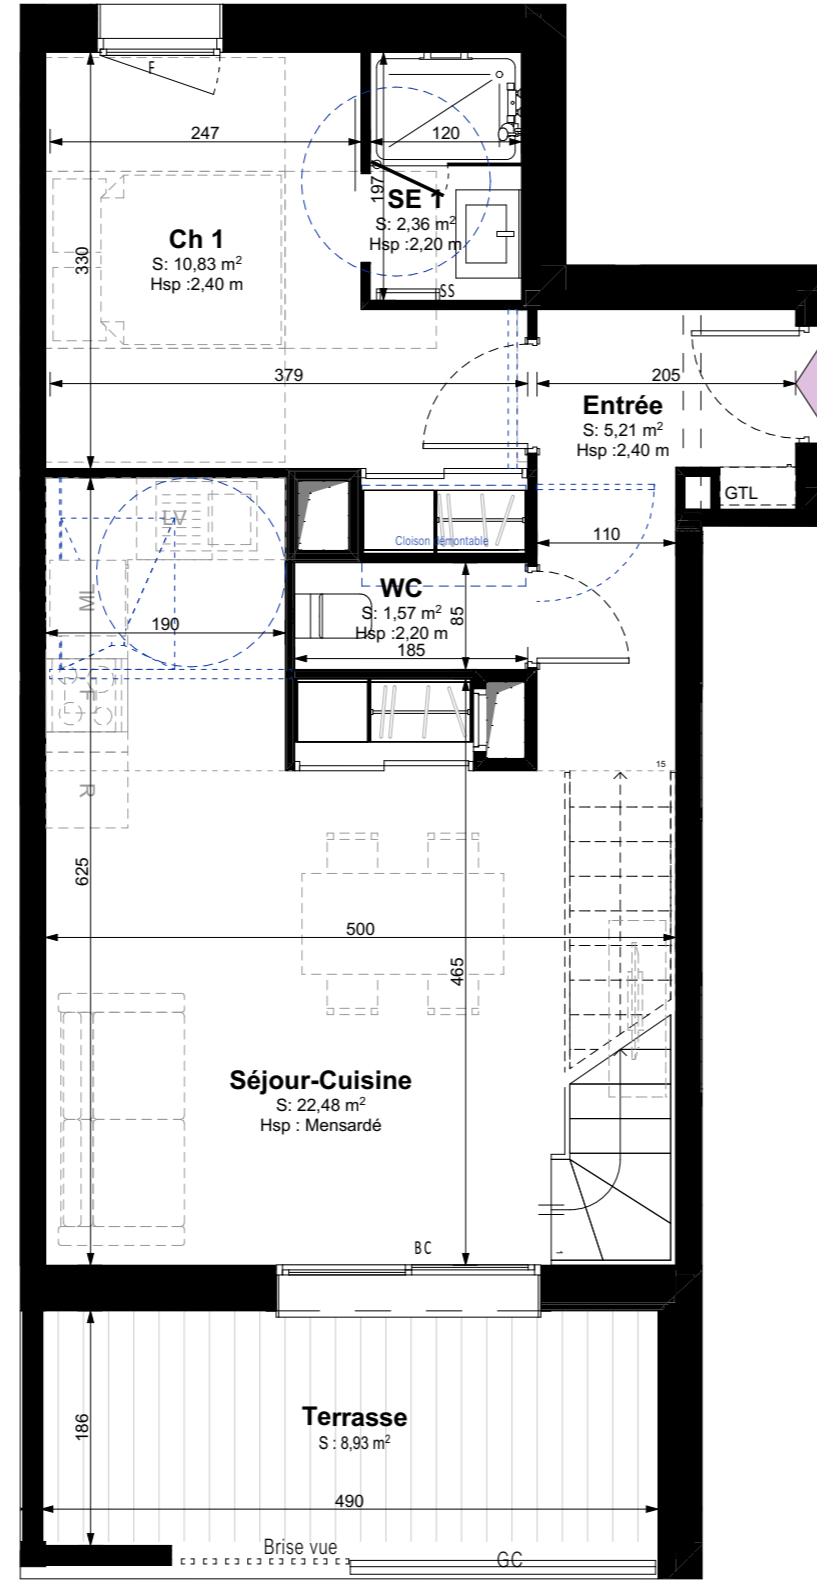 F
247
120
197
SE 1
S: 2,36 m²
Hsp :2,20 m
Ch 1
S: 10,83 m²
Hsp :2,40 m
330
SS
379
205
Entrée
S: 5,21 m²
Hsp :2,40 m
GTL
LV
Cloison démontable
110
WC
S: 1,57 m²
Hsp :2,20 m
85
185
ML
190
F
R
15
625
500
465
Séjour-Cuisine
S: 22,48 m²
Hsp : Mensardé
BC
1
186
Terrasse
S : 8,93 m²
490
Brise vue
GC